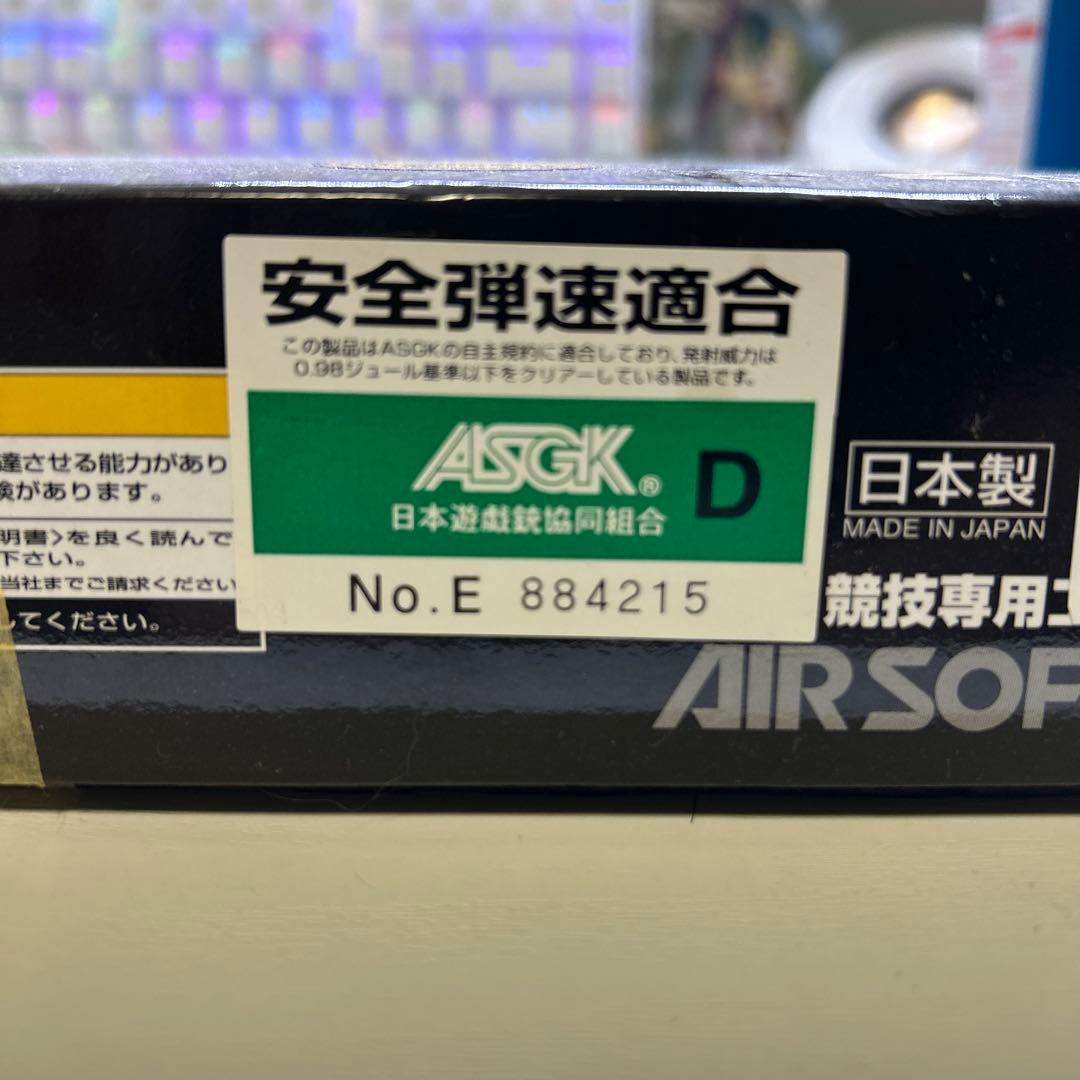 安全弾速適合
この製品はASGKの自主規約に適合しており、発射威力は
0.98ジュール基準以下をクリアーしている製品です。
ASGK®
日本遊戯銃協同組合
D
No.E 884215
達させる能力があり
険があります。
明書>を良く読んで
下さい。
当社までご請求ください
してください。
日本製
MADE IN JAPAN
競技専用
AIR SOF